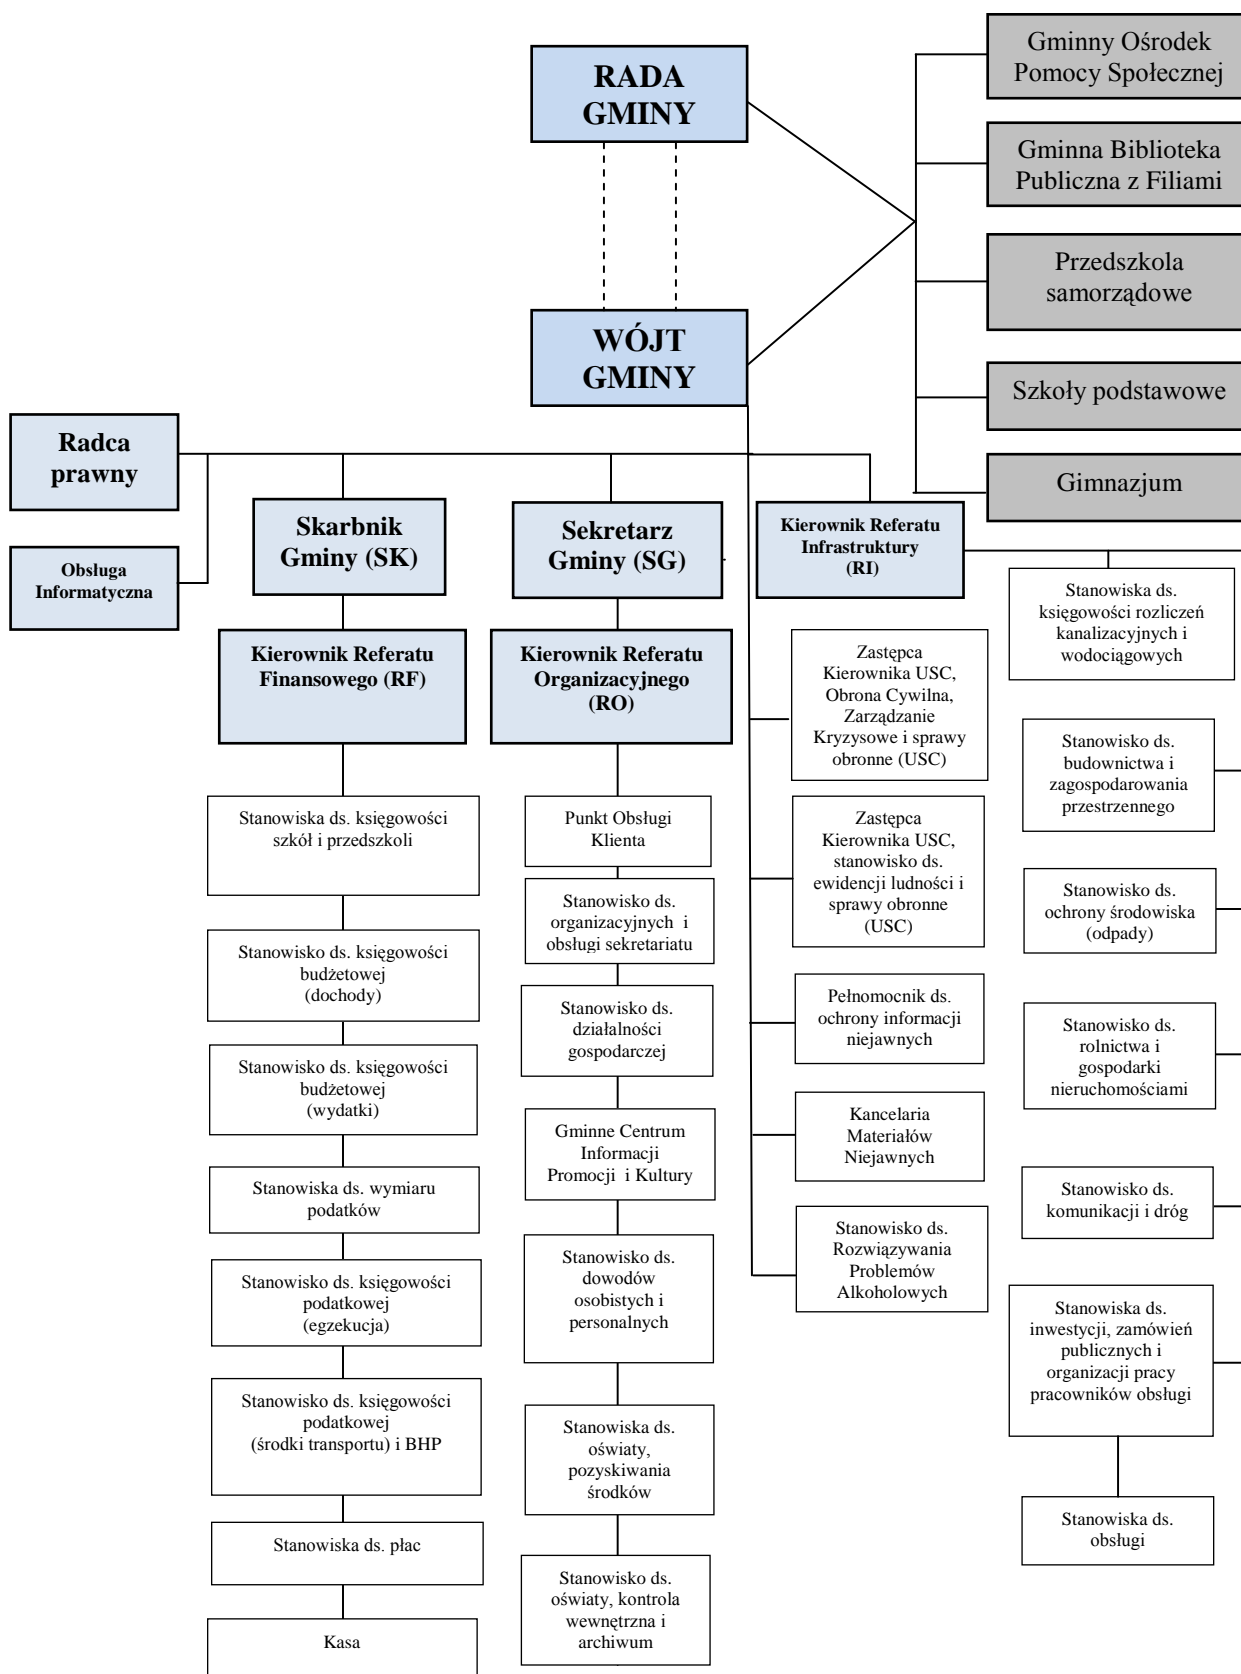 RADA
GMINY
Gminny Ośrodek
Pomocy Społecznej
Gminna Biblioteka
Publiczna z Filiami
Przedszkola
samorządowe
WÓJT
GMINY
Szkoły podstawowe
Gimnazjum
Radca
prawny
Obsługa
Informatyczna
Skarbnik
Gminy (SK)
Sekretarz
Gminy (SG)
Kierownik Referatu
Infrastruktury
(RI)
Kierownik Referatu
Finansowego (RF)
Stanowiska ds. księgowości
szkół i przedszkoli
Stanowisko ds. księgowości
budżetowej
(dochody)
Stanowisko ds. księgowości
budżetowej
(wydatki)
Stanowiska ds. wymiaru
podatków
Stanowisko ds. księgowości
podatkowej
(egzekucja)
Stanowisko ds. księgowości
podatkowej
(środki transportu) i BHP
Stanowiska ds. płac
Kasa
Kierownik Referatu
Organizacyjnego
(RO)
Punkt Obsługi
Klienta
Stanowisko ds.
organizacyjnych i
obsługi sekretariatu
Stanowisko ds.
działalności
gospodarczej
Gminne Centrum
Informacji
Promocji i Kultury
Stanowisko ds.
dowodów
osobistych i
personalnych
Stanowiska ds.
oświaty,
pozyskiwania
środków
Stanowisko ds.
oświaty, kontrola
wewnętrzna i
archiwum
Zastępca
Kierownika USC,
Obrona Cywilna,
Zarządzanie
Kryzysowe i sprawy
obronne (USC)
Zastępca
Kierownika USC,
stanowisko ds.
ewidencji ludności i
sprawy obronne
(USC)
Pełnomocnik ds.
ochrony informacji
niejawnych
Kancelaria
Materiałów
Niejawnych
Stanowisko ds.
Rozwiązywania
Problemów
Alkoholowych
Stanowiska ds.
księgowości rozliczeń
kanalizacyjnych i
wodociągowych
Stanowisko ds.
budownictwa i
zagospodarowania
przestrzennego
Stanowisko ds.
ochrony środowiska
(odpady)
Stanowisko ds.
rolnictwa i
gospodarki
nieruchomościami
Stanowisko ds.
komunikacji i dróg
Stanowiska ds.
inwestycji, zamówień
publicznych i
organizacji pracy
pracowników obsługi
Stanowiska ds.
obsługi